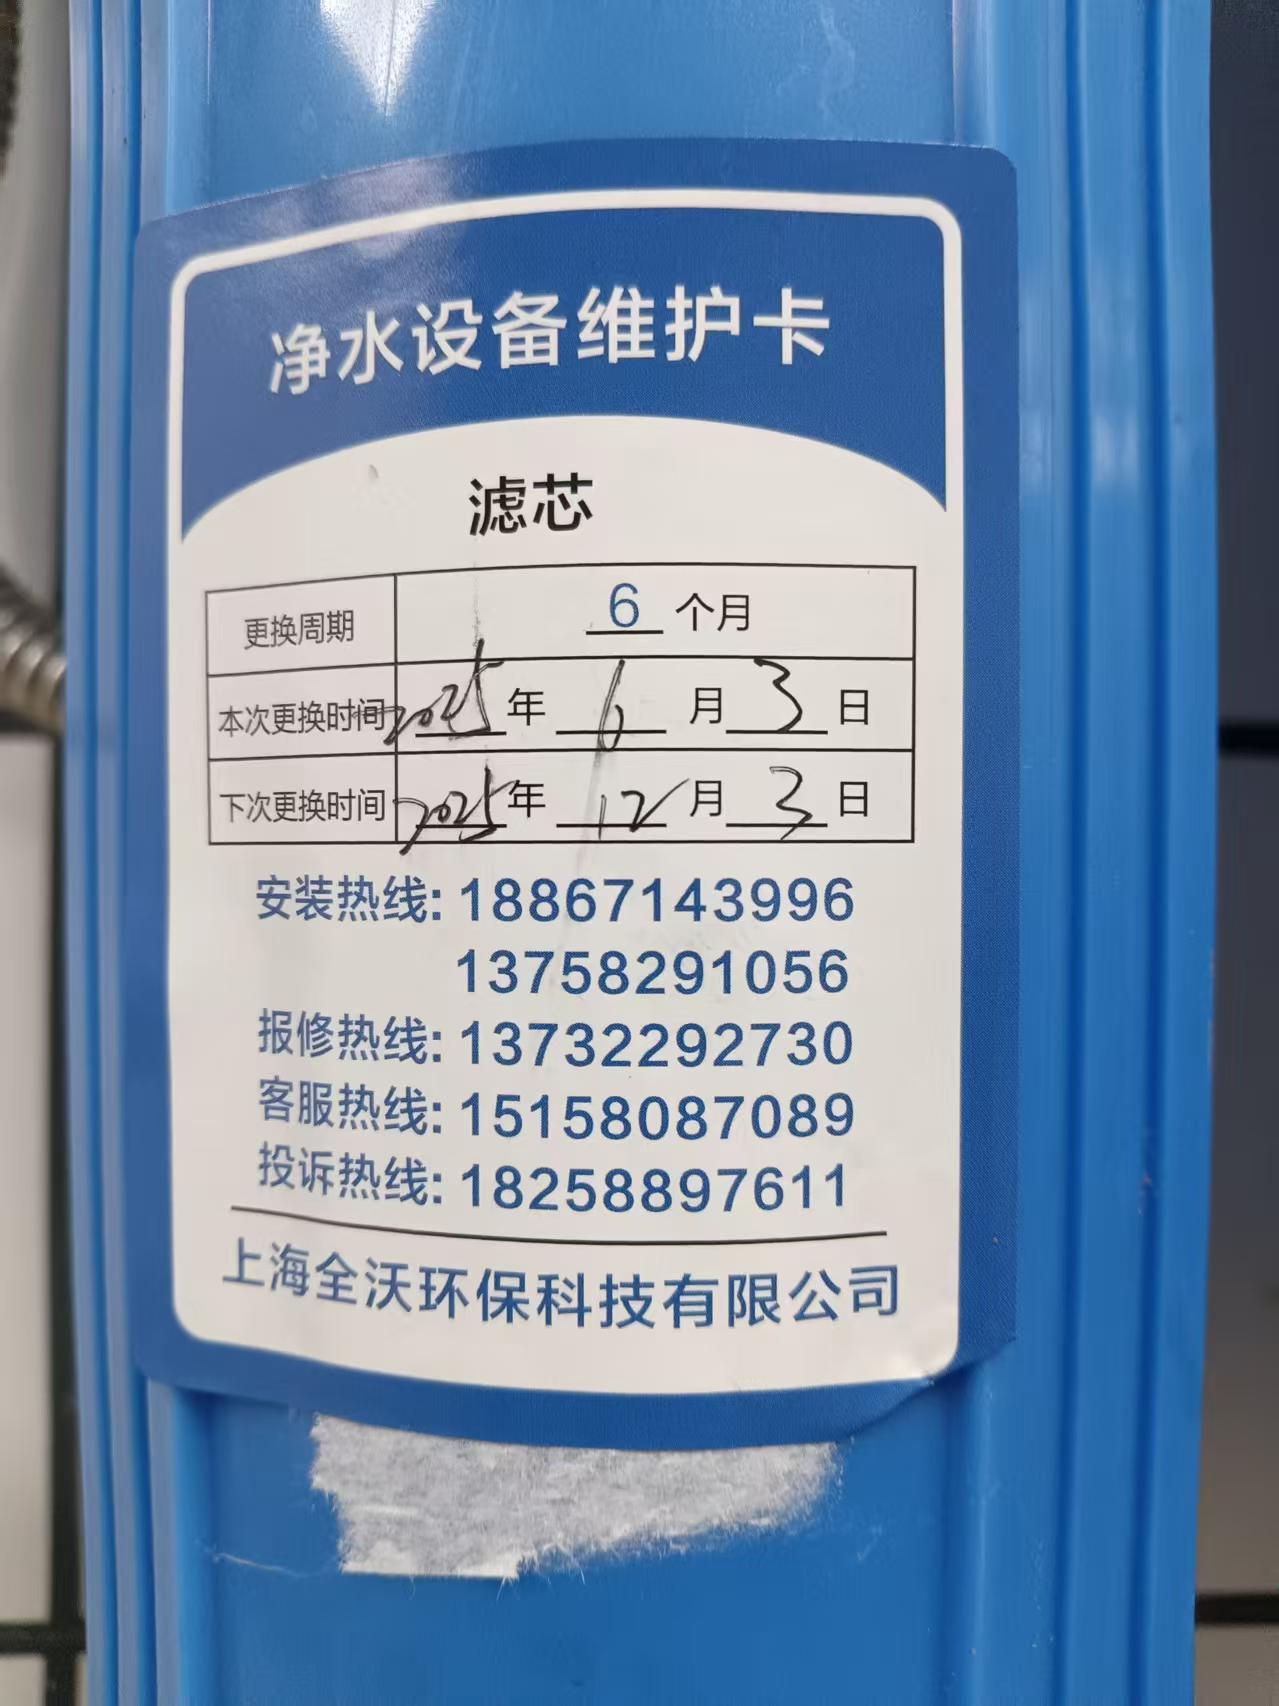 净水设备维护卡
滤芯
更换周期 6 个月
本次更换时间 2025 年 6 月 3 日
下次更换时间 2025 年 12 月 3 日
安装热线: 18867143996
13758291056
报修热线: 13732292730
客服热线: 15158087089
投诉热线: 18258897611
上海全沃环保科技有限公司